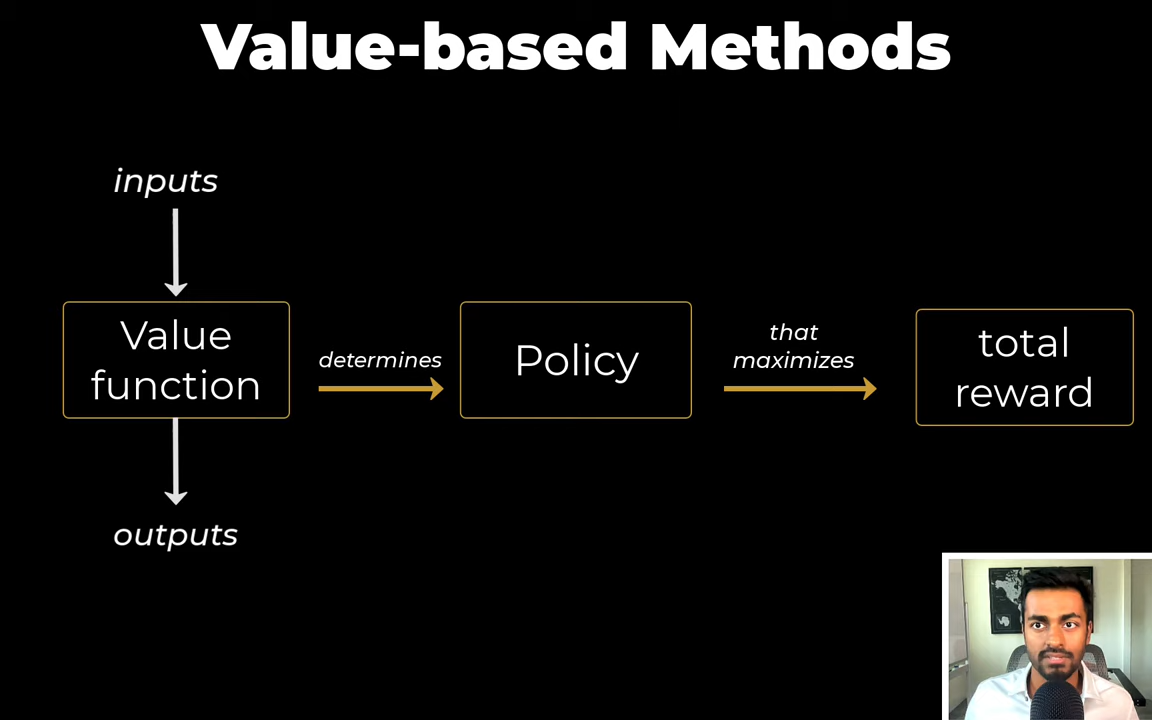 Value-based Methods
inputs
Value
function
determines
Policy
that
maximizes
total
reward
outputs